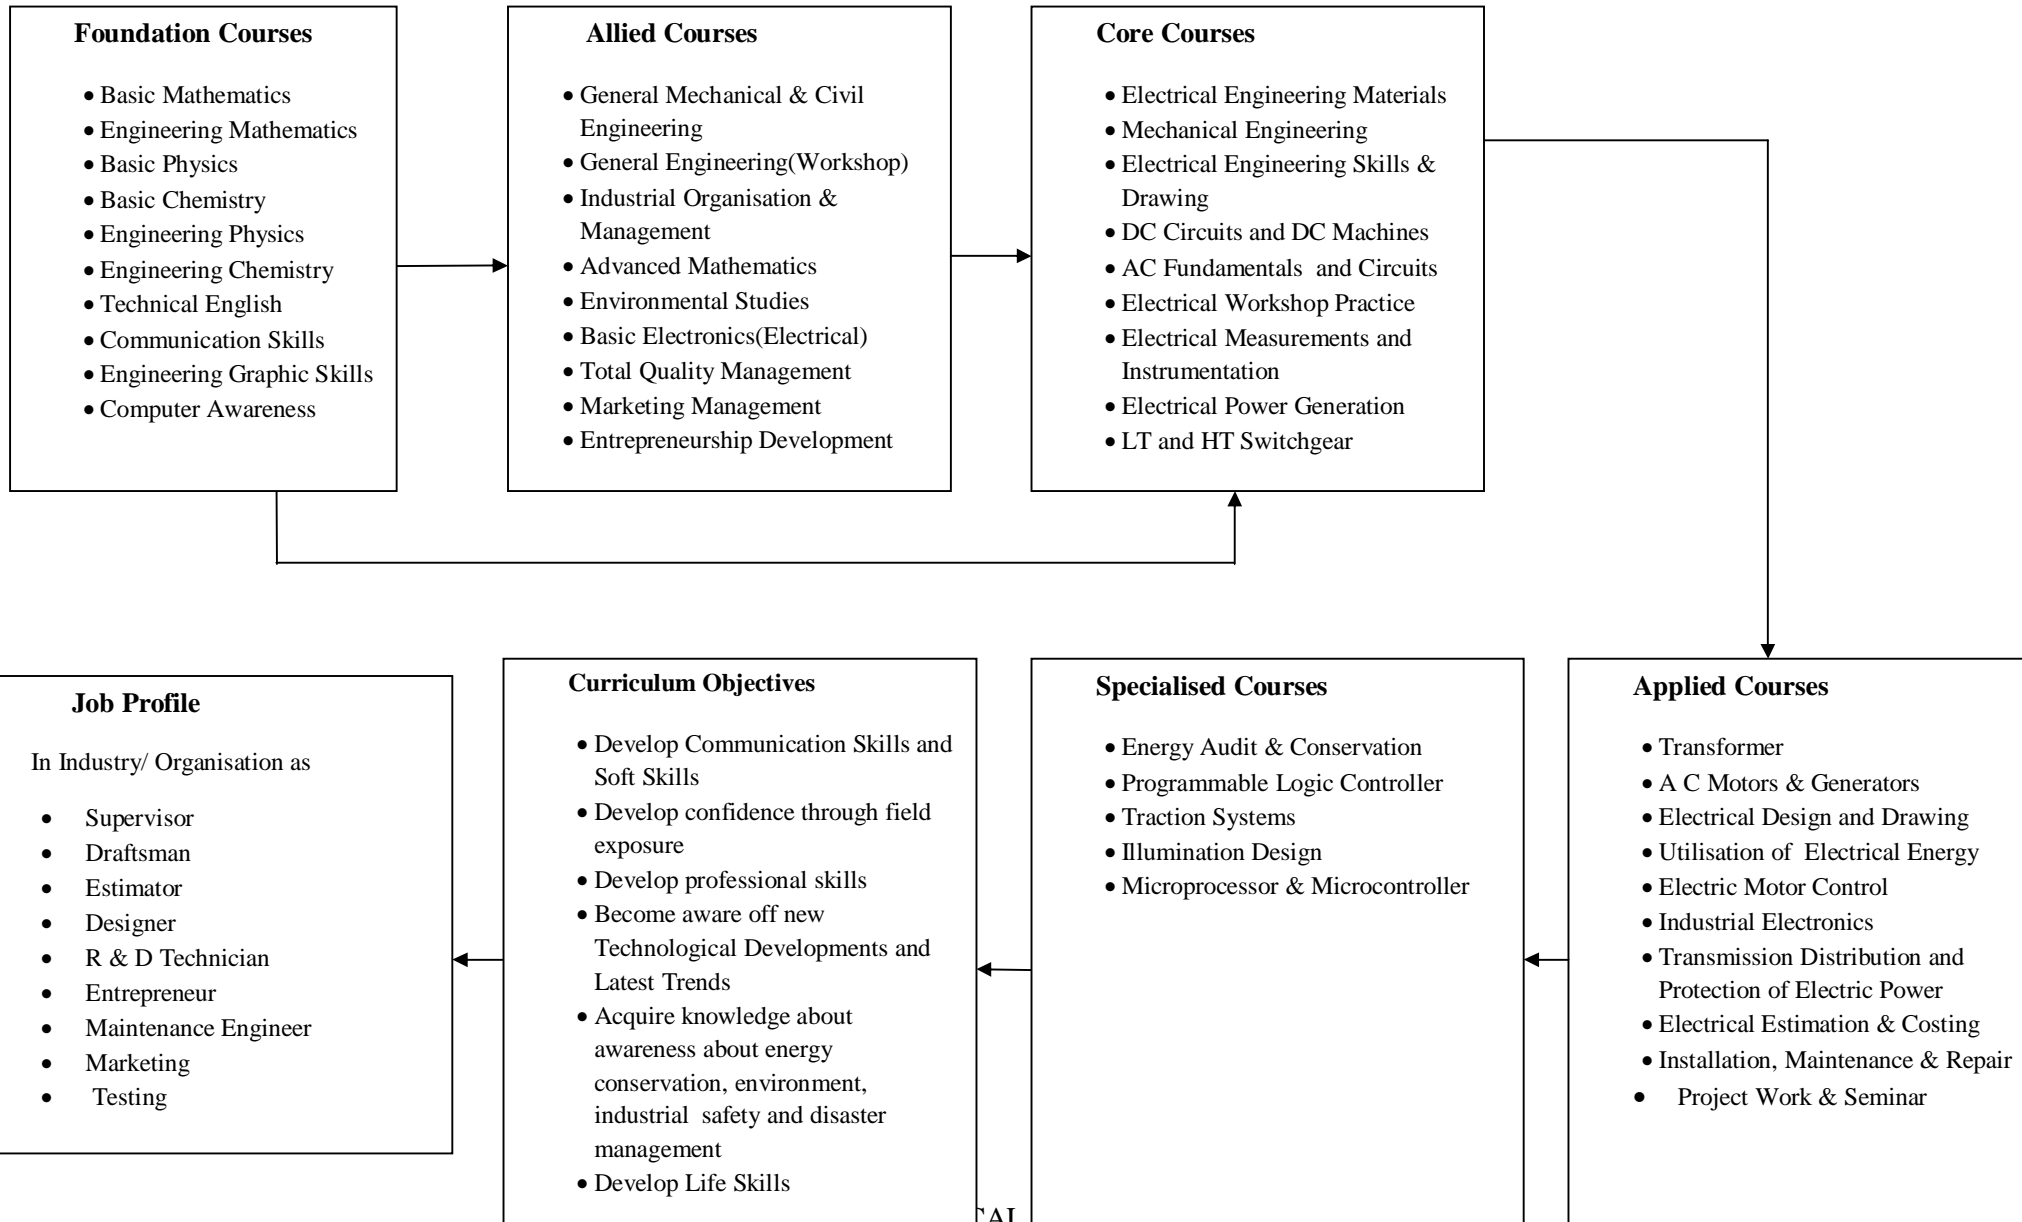 Foundation Courses
• Basic Mathematics
• Engineering Mathematics
• Basic Physics
• Basic Chemistry
• Engineering Physics
• Engineering Chemistry
• Technical English
• Communication Skills
• Engineering Graphic Skills
• Computer Awareness
Allied Courses
• General Mechanical & Civil
Engineering
• General Engineering(Workshop)
• Industrial Organisation &
Management
• Advanced Mathematics
• Environmental Studies
• Basic Electronics(Electrical)
• Total Quality Management
• Marketing Management
• Entrepreneurship Development
Core Courses
• Electrical Engineering Materials
• Mechanical Engineering
• Electrical Engineering Skills &
Drawing
• DC Circuits and DC Machines
• AC Fundamentals and Circuits
• Electrical Workshop Practice
• Electrical Measurements and
Instrumentation
• Electrical Power Generation
• LT and HT Switchgear
Job Profile
In Industry/ Organisation as
• Supervisor
• Draftsman
• Estimator
• Designer
• R & D Technician
• Entrepreneur
• Maintenance Engineer
• Marketing
• Testing
Curriculum Objectives
• Develop Communication Skills and
Soft Skills
• Develop confidence through field
exposure
• Develop professional skills
• Become aware off new
Technological Developments and
Latest Trends
• Acquire knowledge about
awareness about energy
conservation, environment,
industrial safety and disaster
management
• Develop Life Skills
Specialised Courses
• Energy Audit & Conservation
• Programmable Logic Controller
• Traction Systems
• Illumination Design
• Microprocessor & Microcontroller
Applied Courses
• Transformer
• A C Motors & Generators
• Electrical Design and Drawing
• Utilisation of Electrical Energy
• Electric Motor Control
• Industrial Electronics
• Transmission Distribution and
Protection of Electric Power
• Electrical Estimation & Costing
• Installation, Maintenance & Repair
• Project Work & Seminar